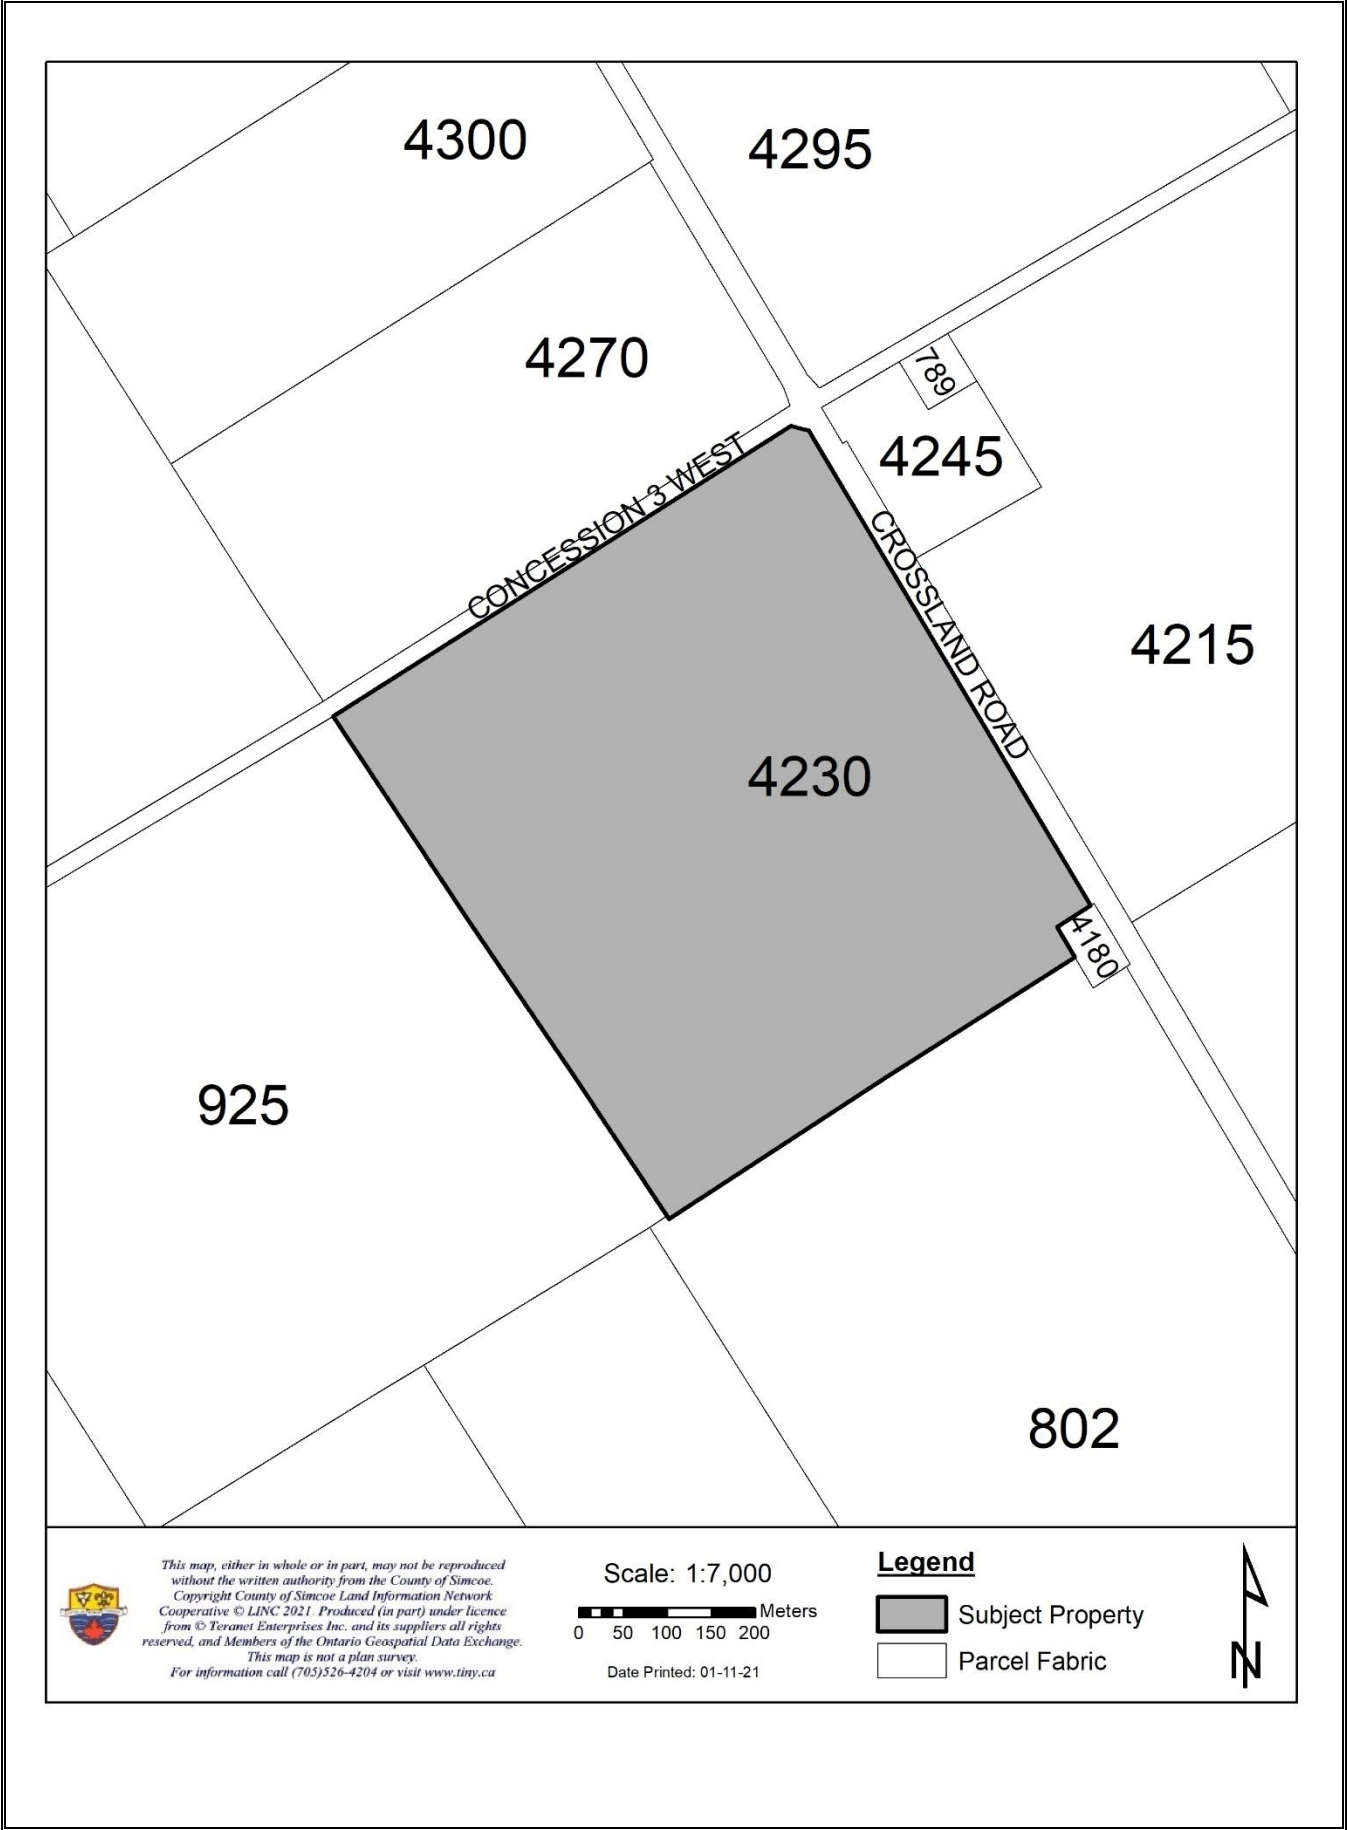 4300
4295
4270
789
4245
CONCESSION 3 WEST
CROSSLAND ROAD
4215
4230
4180
925
802
This map, either in whole or in part, may not be reproduced
without the written authority from the County of Simcoe.
Copyright County of Simcoe Land Information Network
Cooperative © LINC 2021. Produced (in part) under licence
from © Teranet Enterprises Inc. and its suppliers all rights
reserved, and Members of the Ontario Geospatial Data Exchange.
This map is not a plan survey.
For information call (705)526-4204 or visit www.tiny.ca
Scale: 1:7,000
Meters
0 50 100 150 200
Date Printed: 01-11-21
Legend
Subject Property
Parcel Fabric
N